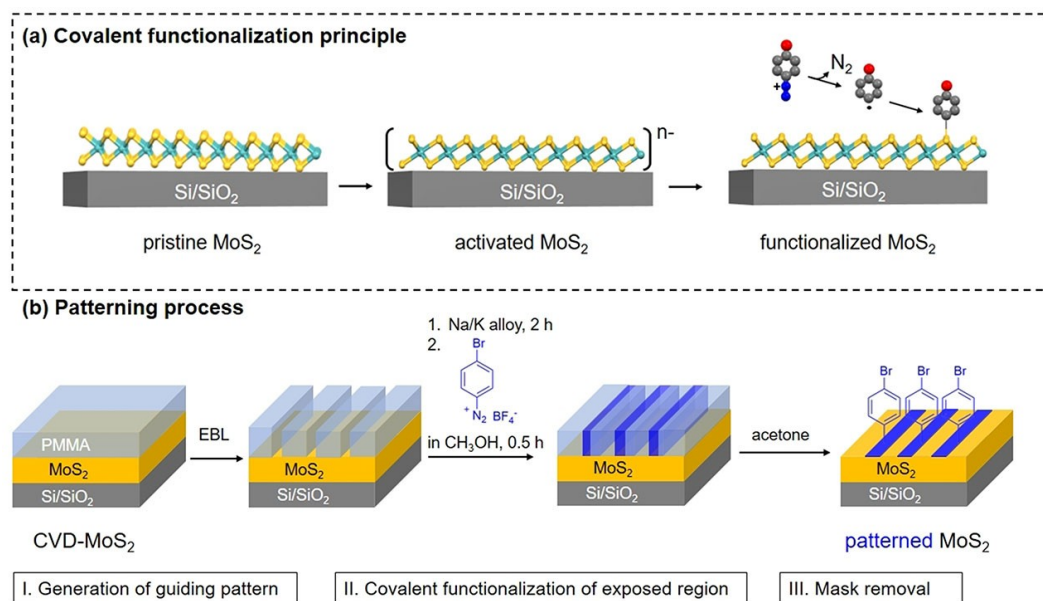 (a) Covalent functionalization principle
+
N₂
n-
Si/SiO₂
Si/SiO₂
Si/SiO₂
pristine MoS₂
activated MoS₂
functionalized MoS₂
(b) Patterning process
1. Na/K alloy, 2 h
2.
Br
+
N₂ BF₄⁻
in CH₃OH, 0.5 h
PMMA
MoS₂
Si/SiO₂
CVD-MoS₂
EBL
MoS₂
Si/SiO₂
MoS₂
Si/SiO₂
acetone
Br Br Br
MoS₂
Si/SiO₂
patterned MoS₂
I. Generation of guiding pattern
II. Covalent functionalization of exposed region
III. Mask removal